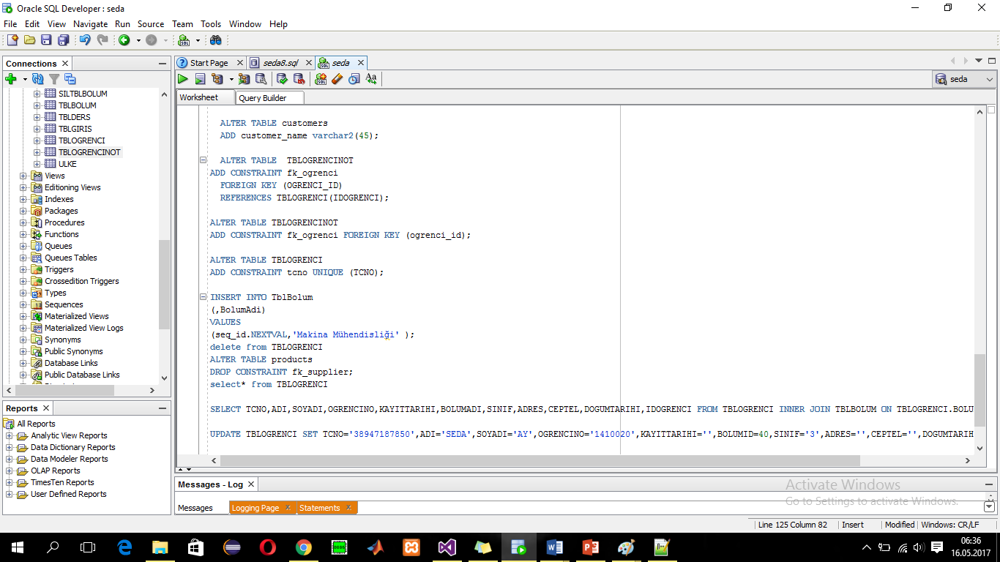 Oracle SQL Developer : seda
File Edit View Navigate Run Source Team Tools Window Help
Connections
SILTBLBOLUM
TBLBOLUM
TBLDERS
TBLGIRIS
TBLOGRENCI
TBLOGRENCINOT
ULKE
Views
Editioning Views
Indexes
Packages
Procedures
Functions
Queues
Queues Tables
Triggers
Crossedition Triggers
Types
Sequences
Materialized Views
Materialized View Logs
Synonyms
Public Synonyms
Database Links
Public Database Links
Reports
All Reports
Analytic View Reports
Data Dictionary Reports
Data Modeler Reports
OLAP Reports
TimesTen Reports
User Defined Reports
Start Page seda8.sql seda
seda
Worksheet Query Builder
ALTER TABLE customers
ADD customer_name varchar2(45);
ALTER TABLE TBLOGRENCINOT
ADD CONSTRAINT fk_ogrenci
FOREIGN KEY (OGRENCI_ID)
REFERENCES TBLOGRENCI(IDOGRENCI);
ALTER TABLE TBLOGRENCINOT
ADD CONSTRAINT fk_ogrenci FOREIGN KEY (ogrenci_id);
ALTER TABLE TBLOGRENCI
ADD CONSTRAINT tcno UNIQUE (TCNO);
INSERT INTO TblBolum
(,BolumAdi)
VALUES
(seq_id.NEXTVAL,'Makina Mühendisliği' );
delete from TBLOGRENCI
ALTER TABLE products
DROP CONSTRAINT fk_supplier;
select* from TBLOGRENCI
SELECT TCNO,ADI,SOYADI,OGRENCINO,KAYITTARIHI,BOLUMADI,SINIF,ADRES,CEPTEL,DOGUMTARIHI,IDOGRENCI FROM TBLOGRENCI INNER JOIN TBLBOLUM ON TBLOGRENCI.BOLU
UPDATE TBLOGRENCI SET TCNO='38947187850',ADI='SEDA',SOYADI='AY',OGRENCINO='1410020',KAYITTARIHI='',BOLUMID=40,SINIF='3',ADRES='',CEPTEL='',DOGUMTARIH
Messages - Log
Messages Logging Page Statements
Activate Windows
Go to Settings to activate Windows.
Line 125 Column 82 Insert Modified Windows: CR/LF
06:36
16.05.2017